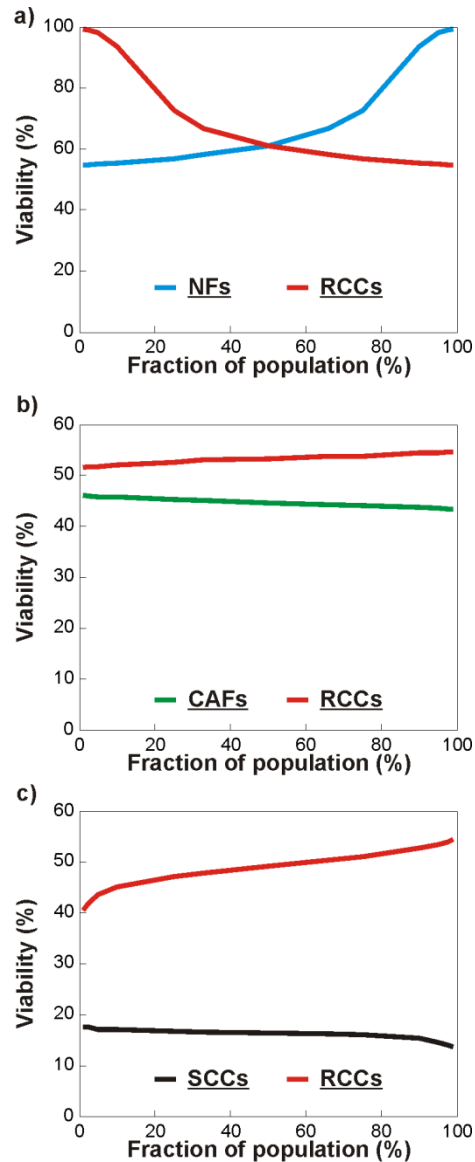 a)
100
80
60
40
20
0
Viability (%)
NFs RCCs
0 20 40 60 80 100
Fraction of population (%)
b)
60
50
40
30
20
10
0
Viability (%)
CAFs RCCs
0 20 40 60 80 100
Fraction of population (%)
c)
60
50
40
30
20
10
0
Viability (%)
SCCs RCCs
0 20 40 60 80 100
Fraction of population (%)